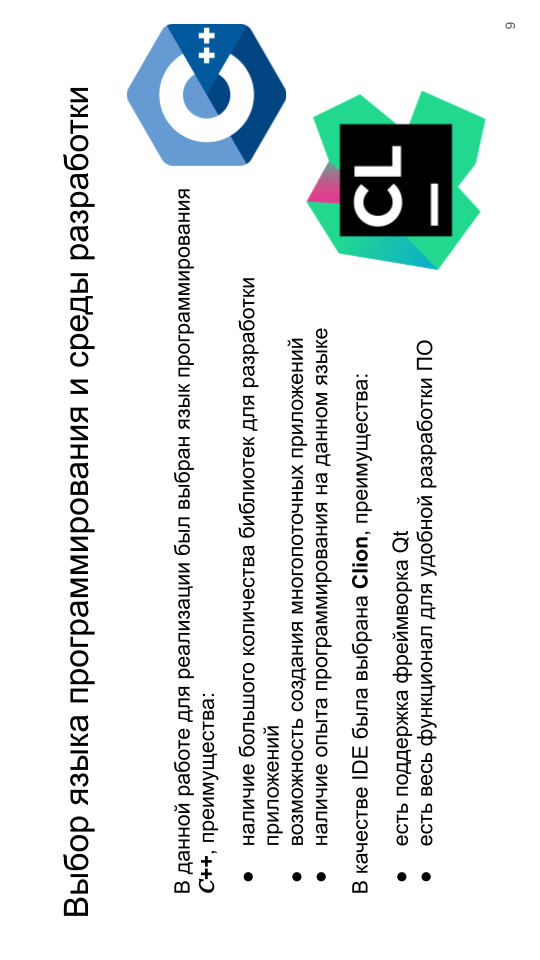 Выбор языка программирования и среды разработки
В данной работе для реализации был выбран язык программирования
C++, преимущества:
● наличие большого количества библиотек для разработки
приложений
● возможность создания многопоточных приложений
● наличие опыта программирования на данном языке
В качестве IDE была выбрана Clion, преимущества:
● есть поддержка фреймворка Qt
● есть весь функционал для удобной разработки ПО
C++
CL
9